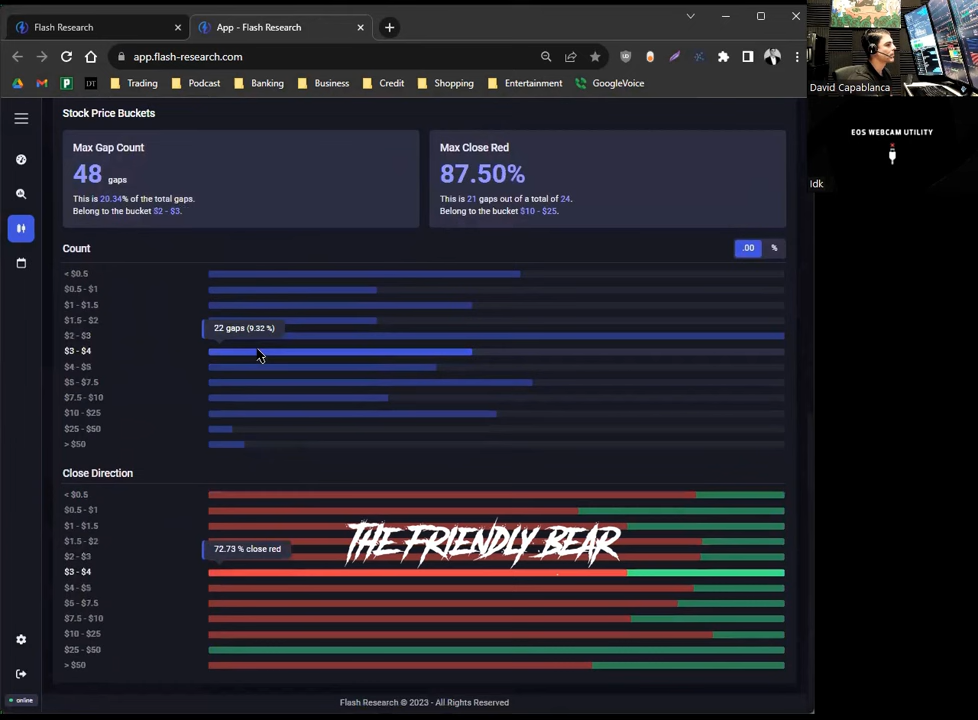 Flash Research
App - Flash Research
app.flash-research.com
Trading
Podcast
Banking
Business
Credit
Shopping
Entertainment
GoogleVoice
David Capablanca
EOS WEBCAM UTILITY
Idk
Stock Price Buckets
Max Gap Count
48 gaps
This is 20.34% of the total gaps.
Belong to the bucket $2 - $3.
Max Close Red
87.50%
This is 21 gaps out of a total of 24.
Belong to the bucket $10 - $25.
Count
.00 %
< $0.5
$0.5 - $1
$1 - $1.5
$1.5 - $2
22 gaps (9.32 %)
$2 - $3
$3 - $4
$4 - $5
$5 - $7.5
$7.5 - $10
$10 - $25
$25 - $50
> $50
Close Direction
< $0.5
$0.5 - $1
$1 - $1.5
$1.5 - $2
THE FRIENDLY BEAR
72.73 % close red
$2 - $3
$3 - $4
$4 - $5
$5 - $7.5
$7.5 - $10
$10 - $25
$25 - $50
> $50
online
Flash Research © 2023 - All Rights Reserved